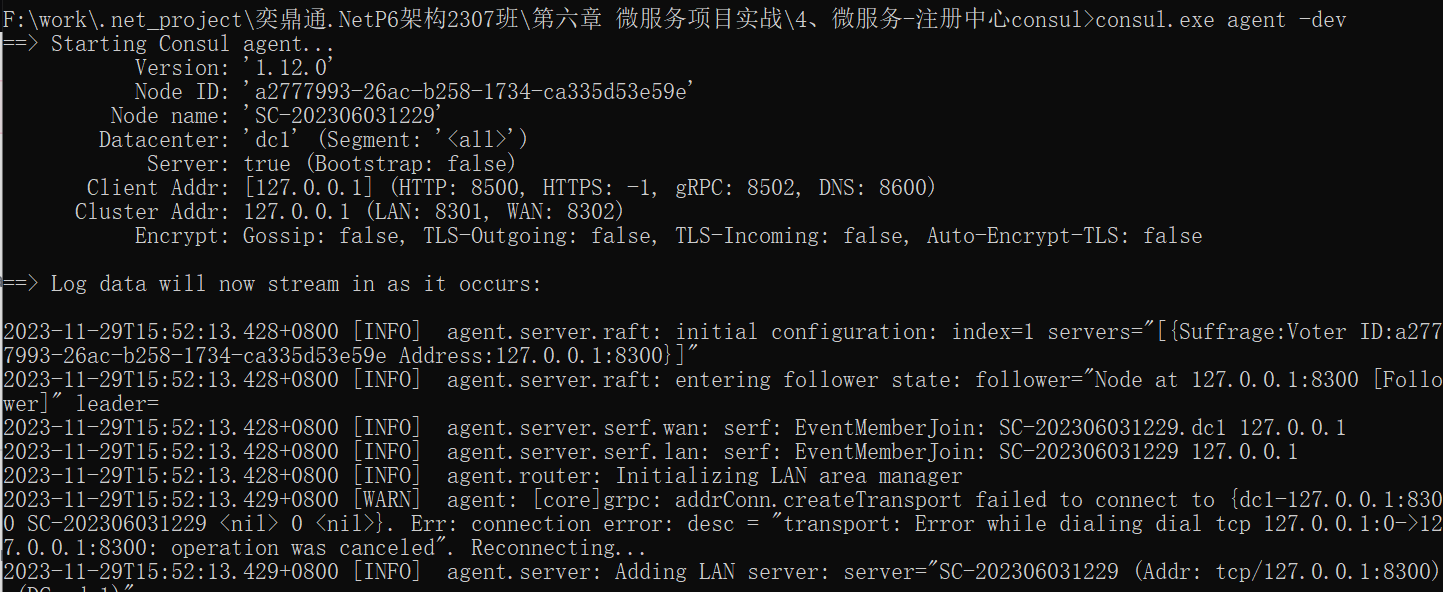 F:\work\.net_project\奕鼎通.NetP6架构2307班\第六章 微服务项目实战\4、微服务-注册中心consul>consul.exe agent -dev
==> Starting Consul agent...
Version: '1.12.0'
Node ID: 'a2777993-26ac-b258-1734-ca335d53e59e'
Node name: 'SC-202306031229'
Datacenter: 'dc1' (Segment: '<all>')
Server: true (Bootstrap: false)
Client Addr: [127.0.0.1] (HTTP: 8500, HTTPS: -1, gRPC: 8502, DNS: 8600)
Cluster Addr: 127.0.0.1 (LAN: 8301, WAN: 8302)
Encrypt: Gossip: false, TLS-Outgoing: false, TLS-Incoming: false, Auto-Encrypt-TLS: false
==> Log data will now stream in as it occurs:
2023-11-29T15:52:13.428+0800 [INFO]  agent.server.raft: initial configuration: index=1 servers="[{Suffrage:Voter ID:a277
7993-26ac-b258-1734-ca335d53e59e Address:127.0.0.1:8300}]"
2023-11-29T15:52:13.428+0800 [INFO]  agent.server.raft: entering follower state: follower="Node at 127.0.0.1:8300 [Follo
wer]" leader=
2023-11-29T15:52:13.428+0800 [INFO]  agent.server.serf.wan: serf: EventMemberJoin: SC-202306031229.dc1 127.0.0.1
2023-11-29T15:52:13.428+0800 [INFO]  agent.server.serf.lan: serf: EventMemberJoin: SC-202306031229 127.0.0.1
2023-11-29T15:52:13.428+0800 [INFO]  agent.router: Initializing LAN area manager
2023-11-29T15:52:13.429+0800 [WARN]  agent: [core]grpc: addrConn.createTransport failed to connect to {dc1-127.0.0.1:830
0 SC-202306031229 <nil> 0 <nil>}. Err: connection error: desc = "transport: Error while dialing dial tcp 127.0.0.1:0->12
7.0.0.1:8300: operation was canceled". Reconnecting...
2023-11-29T15:52:13.429+0800 [INFO]  agent.server: Adding LAN server: server="SC-202306031229 (Addr: tcp/127.0.0.1:8300)